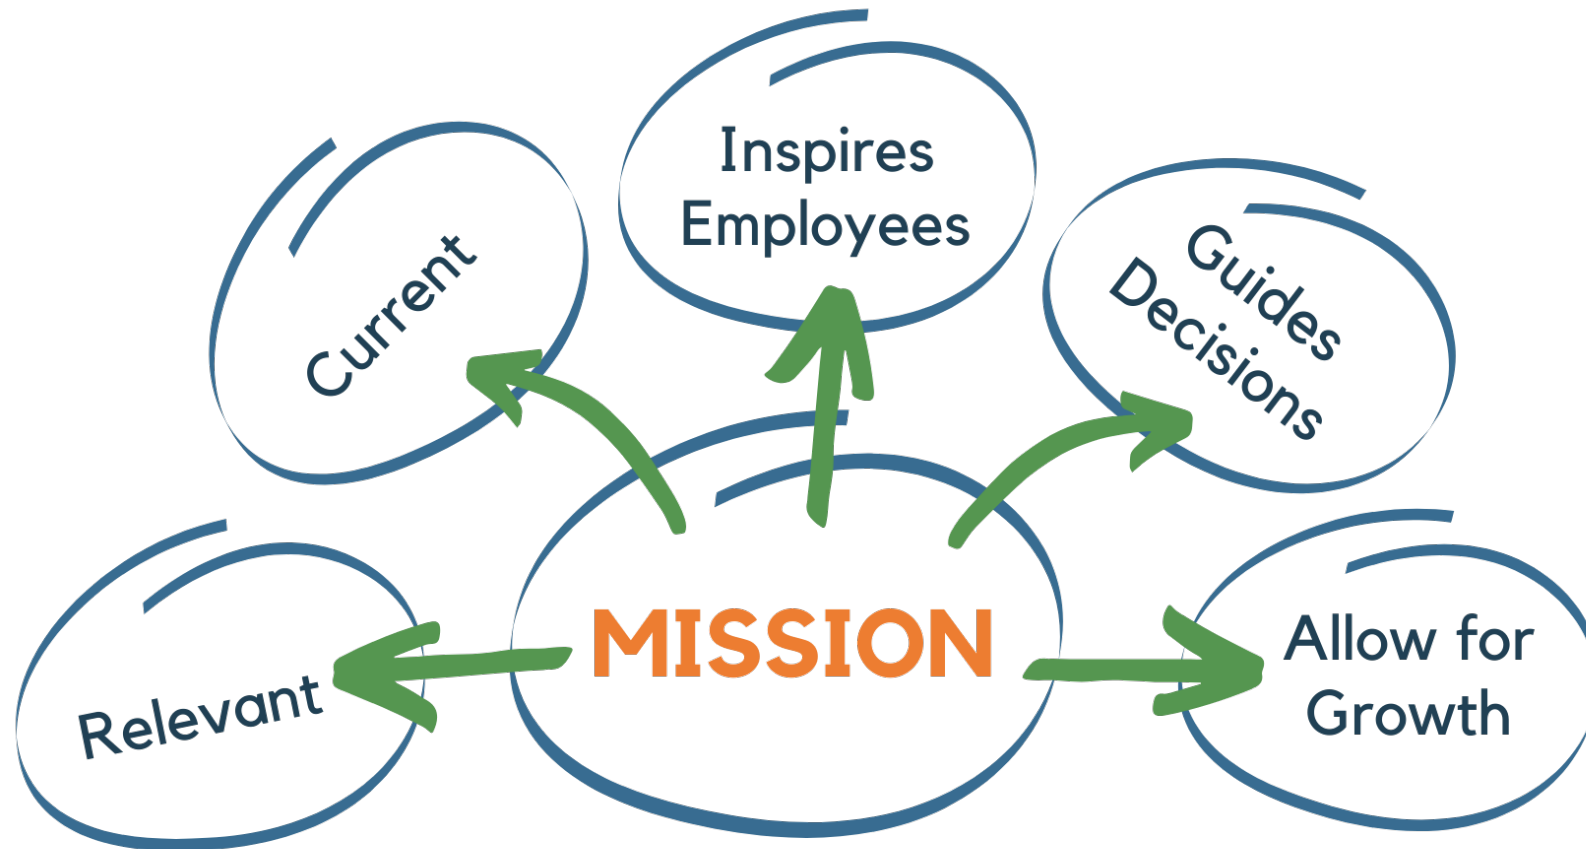 Inspires
Employees
Current
Guides
Decisions
Relevant
MISSION
Allow for
Growth